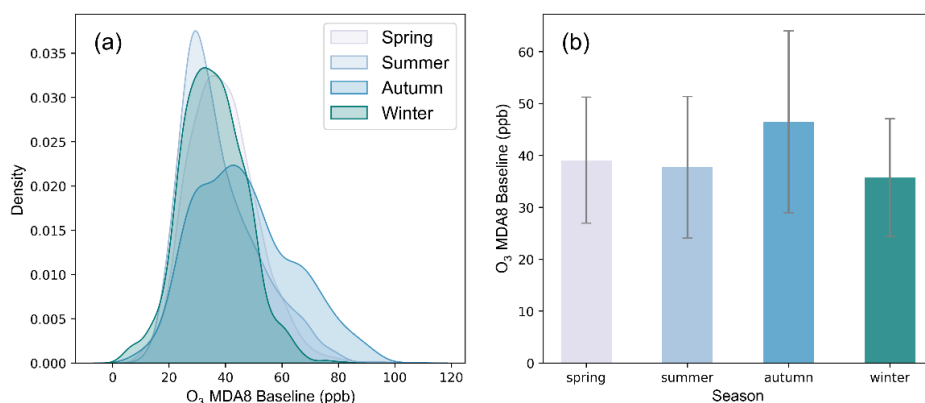 (a)
Spring
Summer
Autumn
Winter
0.035
0.030
0.025
0.020
0.015
0.010
0.005
0.000
Density
0 20 40 60 80 100 120
O₃ MDA8 Baseline (ppb)
(b)
60
50
40
30
20
10
0
O₃ MDA8 Baseline (ppb)
spring summer autumn winter
Season